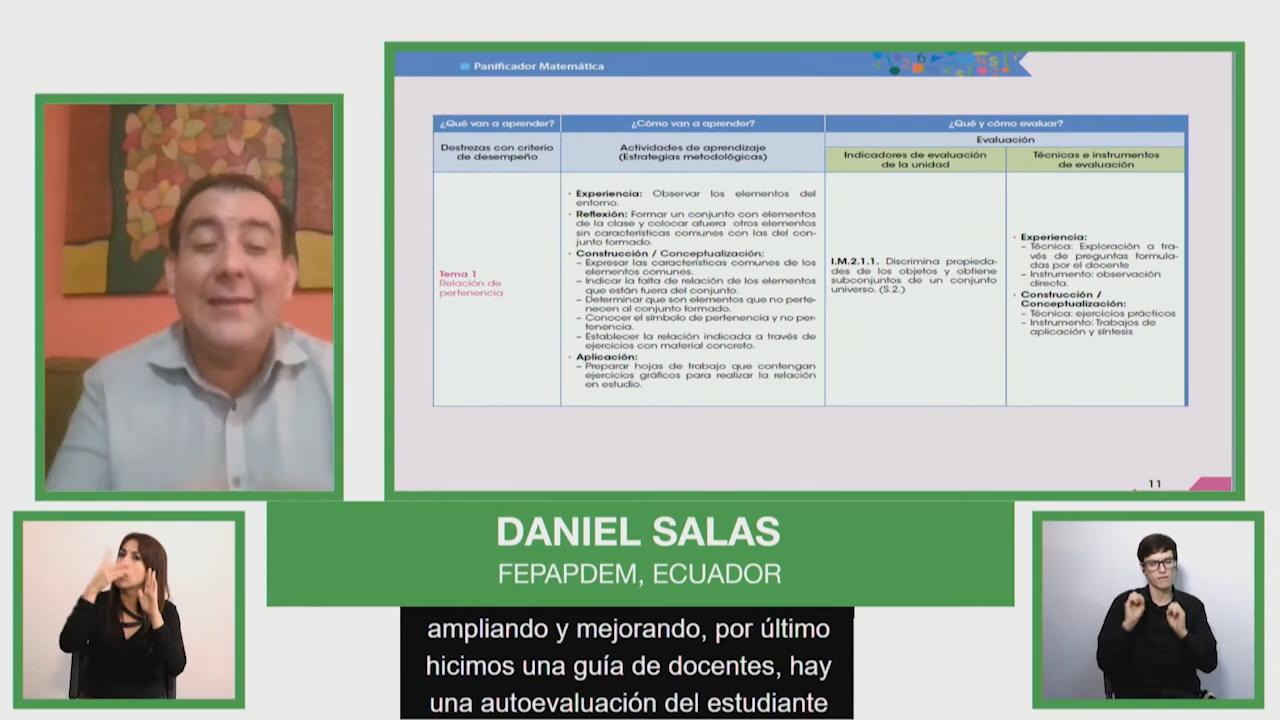 Panificador Matemática
¿Qué van a aprender?
¿Cómo van a aprender?
¿Qué y cómo evaluar?
Destrezas con criterio
de desempeño
Actividades de aprendizaje
(Estrategias metodológicas)
Evaluación
Indicadores de evaluación
de la unidad
Técnicas e instrumentos
de evaluación
Tema 1
Relación de
pertenencia
• Experiencia: Observar los elementos del
entorno.
• Reflexión: Formar un conjunto con elementos
de la clase y colocar afuera otros elementos
sin características comunes con las del con-
junto formado.
• Construcción / Conceptualización:
– Expresar las características comunes de los
elementos comunes.
– Indicar la falta de relación de los elementos
que están fuera del conjunto.
– Determinar que son elementos que no perte-
necen al conjunto formado.
– Conocer el símbolo de pertenencia y no per-
tenencia.
– Establecer la relación indicada a través de
ejercicios con material concreto.
• Aplicación:
– Preparar hojas de trabajo que contengan
ejercicios gráficos para realizar la relación
en estudio.
I.M.2.1.1. Discrimina propieda-
des de los objetos y obtiene
subconjuntos de un conjunto
universo. (S.2.)
• Experiencia:
– Técnica: Exploración a tra-
vés de preguntas formula-
das por el docente
– Instrumento: observación
directa.
• Construcción /
Conceptualización:
– Técnica: ejercicios prácticos
– Instrumento: Trabajos de
aplicación y síntesis
11
DANIEL SALAS
FEPAPDEM, ECUADOR
ampliando y mejorando, por último
hicimos una guía de docentes, hay
una autoevaluación del estudiante